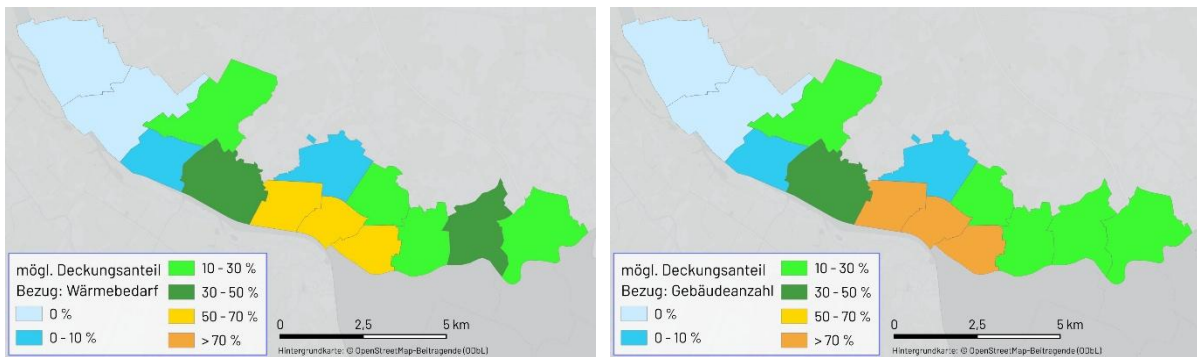 mögl. Deckungsanteil
Bezug: Wärmebedarf
0 %
0 - 10 %
10 - 30 %
30 - 50 %
50 - 70 %
> 70 %
0 2,5 5 km
Hintergrundkarte: © OpenStreetMap-Beitragende (ODbL)
mögl. Deckungsanteil
Bezug: Gebäudeanzahl
0 %
0 - 10 %
10 - 30 %
30 - 50 %
50 - 70 %
> 70 %
0 2,5 5 km
Hintergrundkarte: © OpenStreetMap-Beitragende (ODbL)